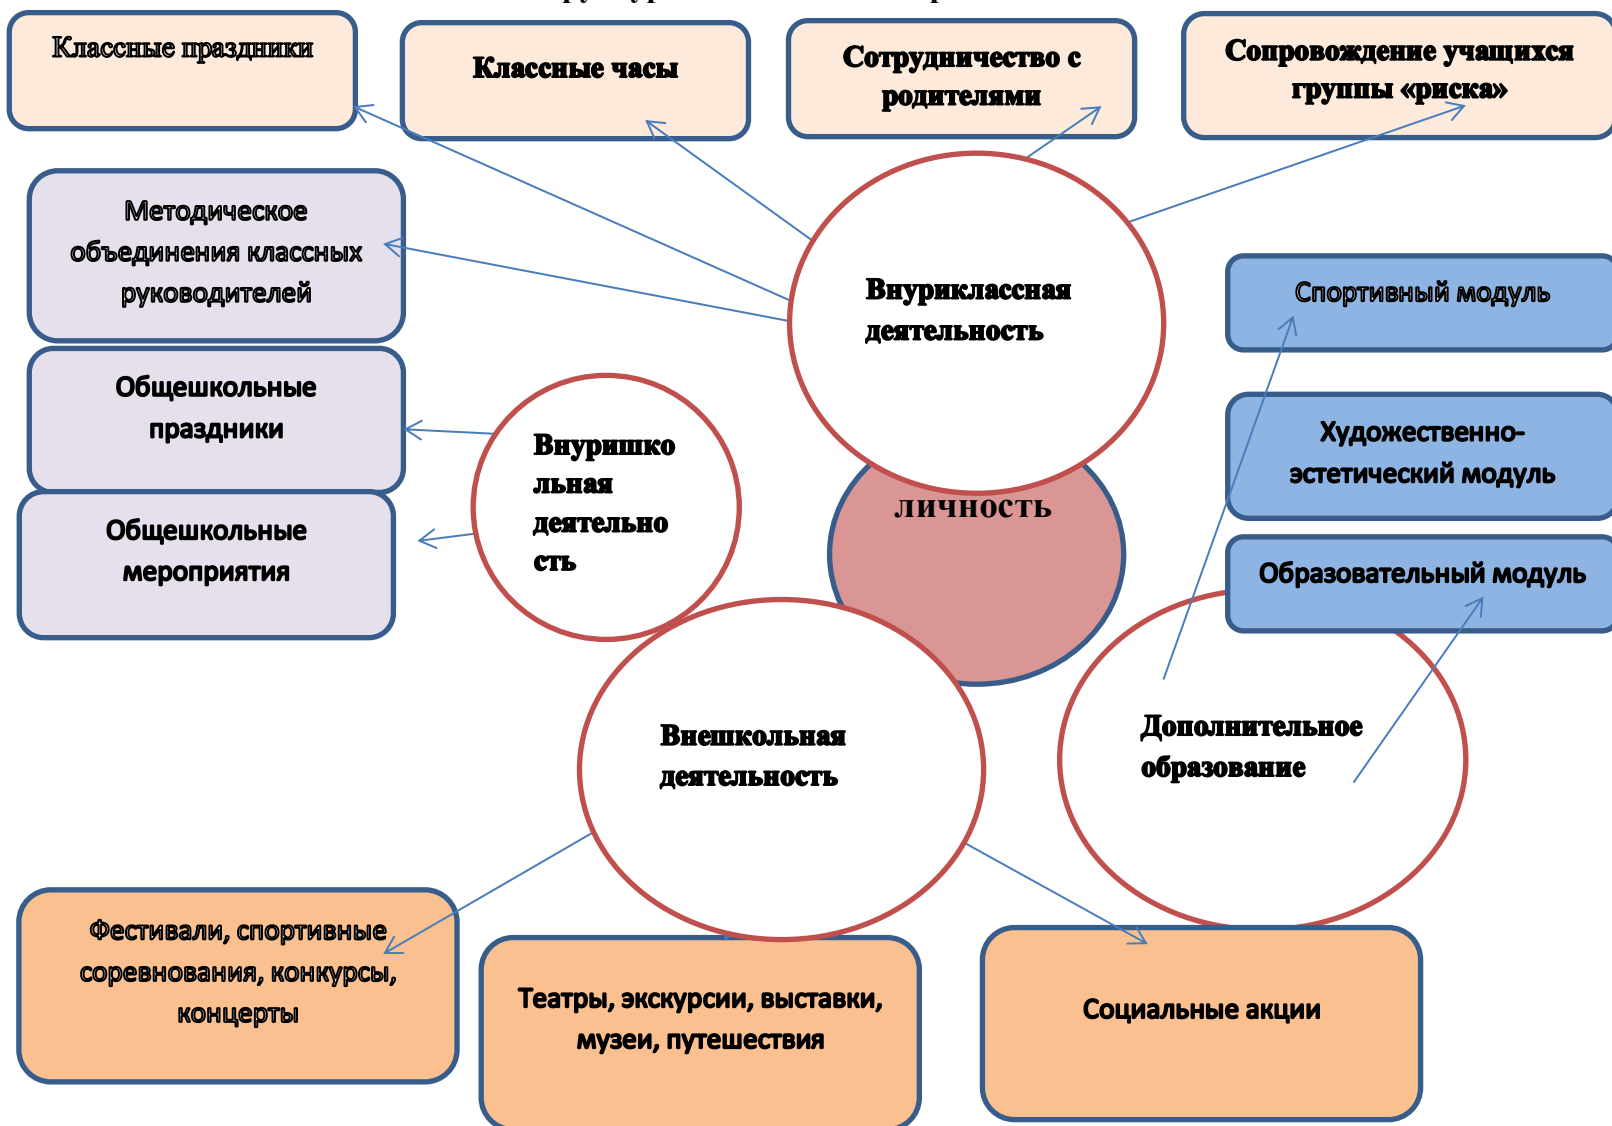 Классные праздники
Классные часы
Сотрудничество с
родителями
Сопровождение учащихся
группы «риска»
Методическое
объединения классных
руководителей
Внуриклассная
деятельность
Спортивный модуль
Общешкольные
праздники
Внуришко
льная
деятельно
сть
Художественно-
эстетический модуль
личность
Общешкольные
мероприятия
Образовательный модуль
Внешкольная
деятельность
Дополнительное
образование
Фестивали, спортивные
соревнования, конкурсы,
концерты
Театры, экскурсии, выставки,
музеи, путешествия
Социальные акции